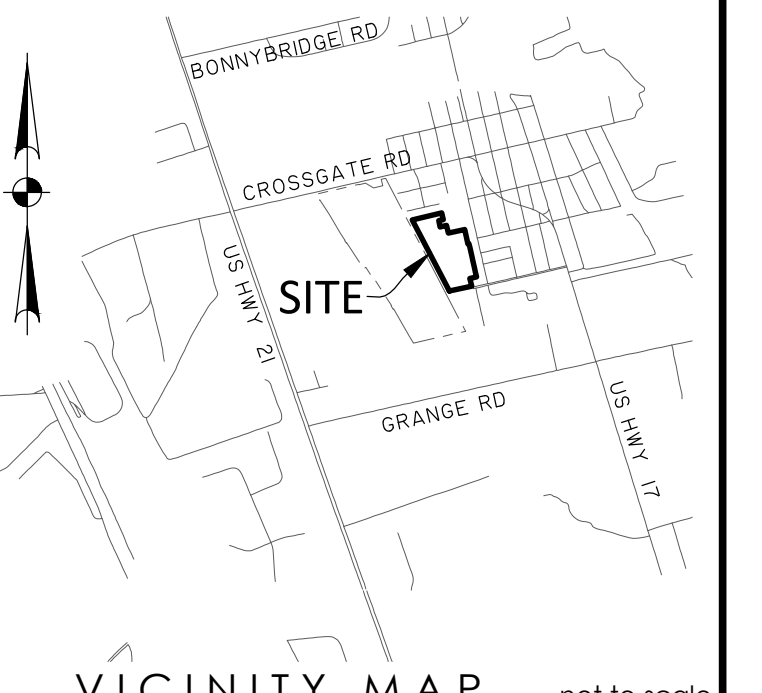 BONNYBRIDGE RD
CROSSGATE RD
US HWY 21
SITE
GRANGE RD
US HWY 17
VICINITY MAP
not to scale